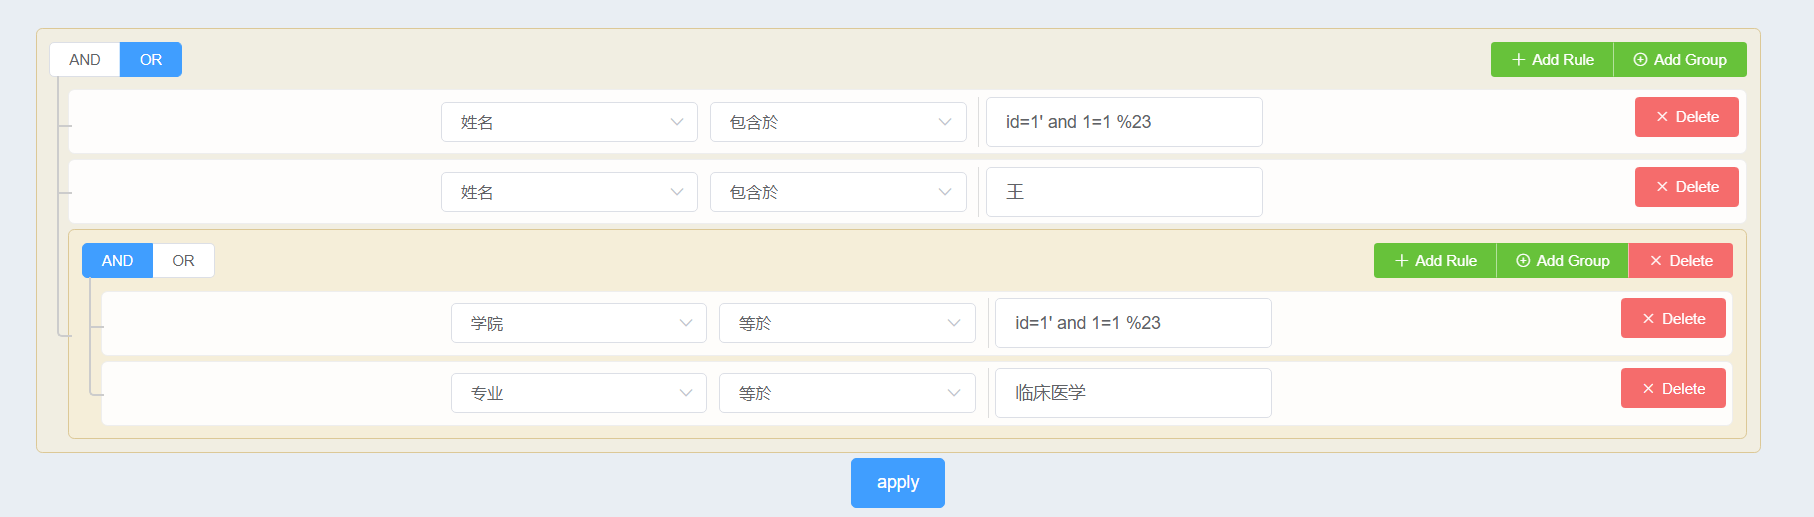 AND OR + Add Rule Add Group
姓名 包含於 id=1' and 1=1 %23 × Delete
姓名 包含於 王 × Delete
AND OR + Add Rule Add Group × Delete
学院 等於 id=1' and 1=1 %23 × Delete
专业 等於 临床医学 × Delete
apply